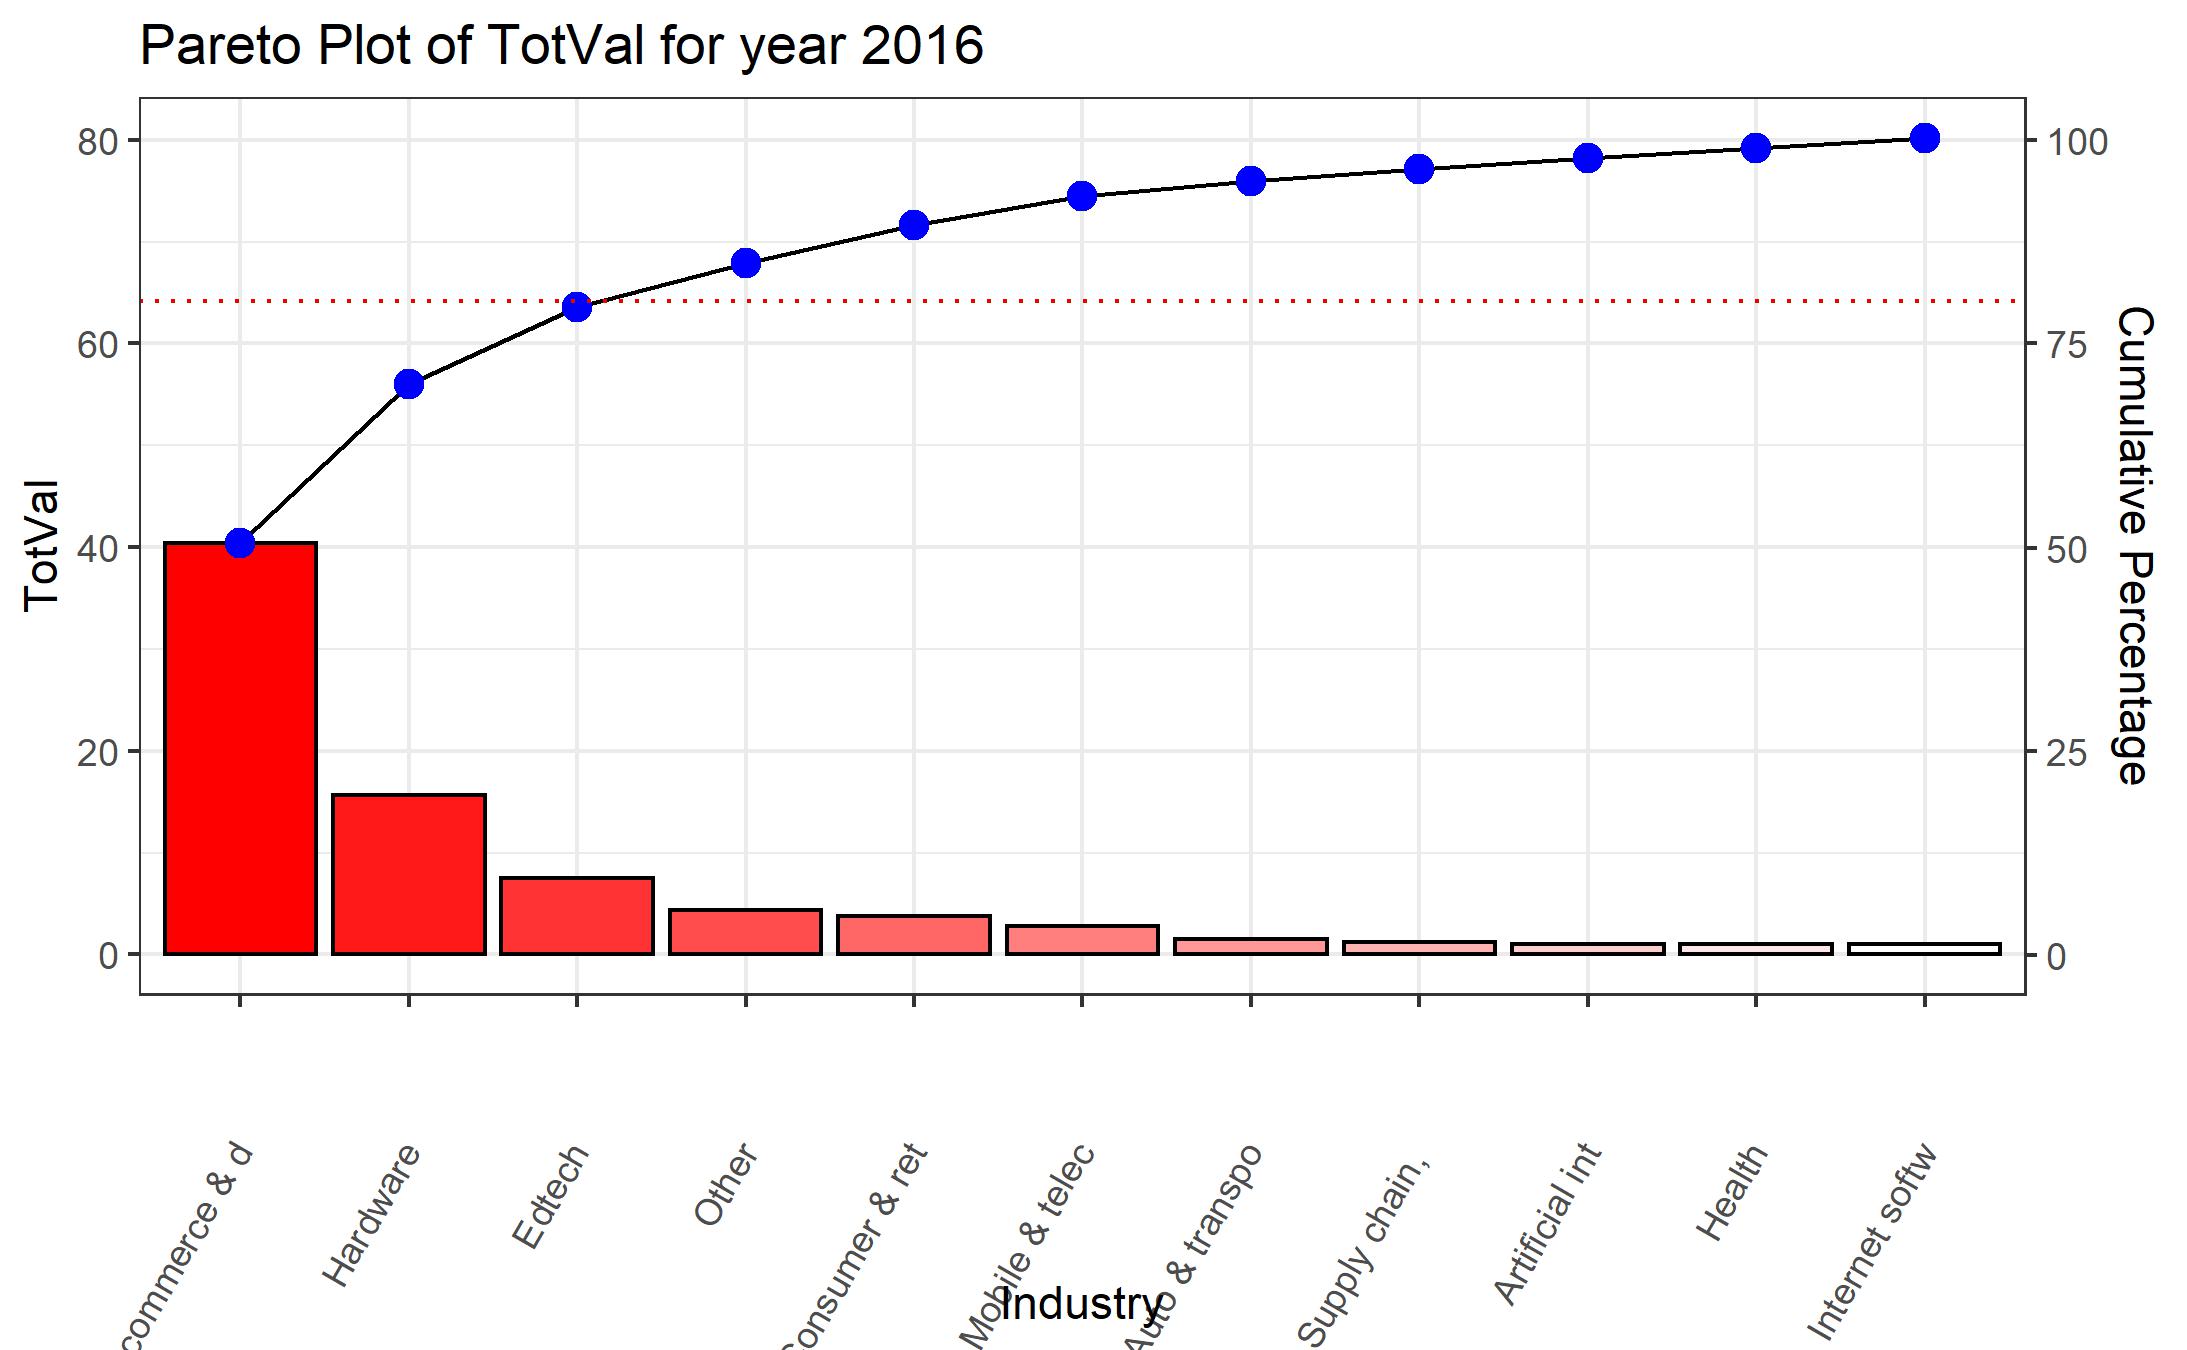 Pareto Plot of TotVal for year 2016
80
60
40
20
0
TotVal
100
75
50
25
0
Cumulative Percentage
commerce & d
Hardware
Edtech
Other
Consumer & ret
Mobile & telec
Auto & transpo
Supply chain,
Artificial int
Health
Internet softw
Industry